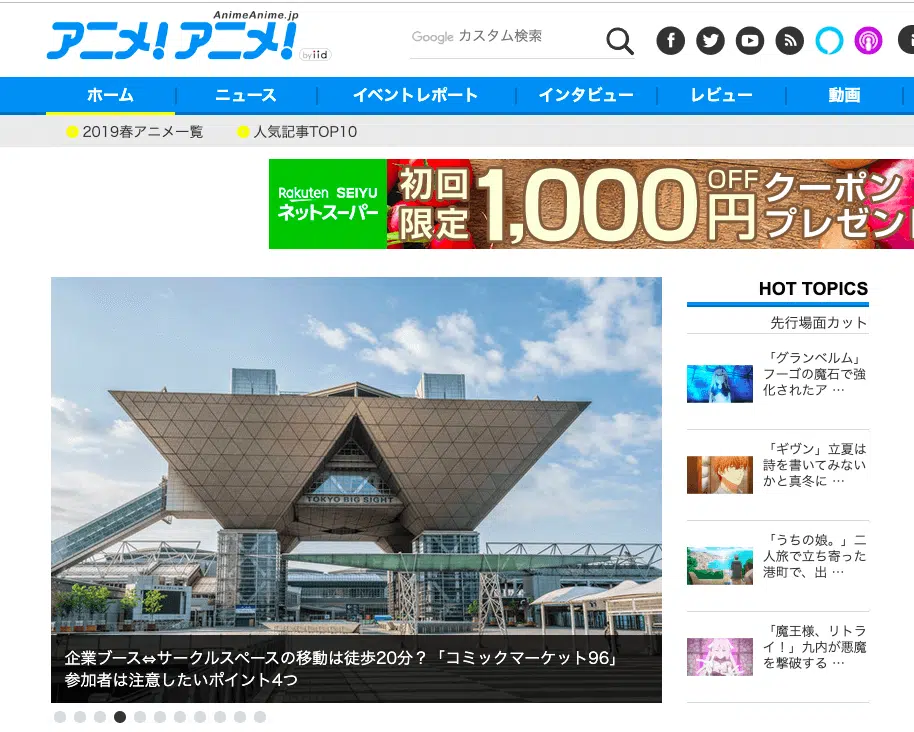 AnimeAnime.jp
アニメ!アニメ!
by iid
Google カスタム検索
ホーム
ニュース
イベントレポート
インタビュー
レビュー
動画
2019春アニメ一覧
人気記事TOP10
Rakuten SEIYU
ネットスーパー
初回
限定
1,000円
OFF
クーポン
プレゼン
TOKYO BIG SIGHT
企業ブース⇔サークルスペースの移動は徒歩20分?「コミックマーケット96」
参加者は注意したいポイント4つ
HOT TOPICS
先行場面カット
「グランベルム」
フーゴの魔石で強
化されたア …
「ギヴン」立夏は
詩を書いてみない
かと真冬に …
「うちの娘。」二
人旅で立ち寄った
港町で、出 …
「魔王様、リトラ
イ!」九内が悪魔
を撃破する …